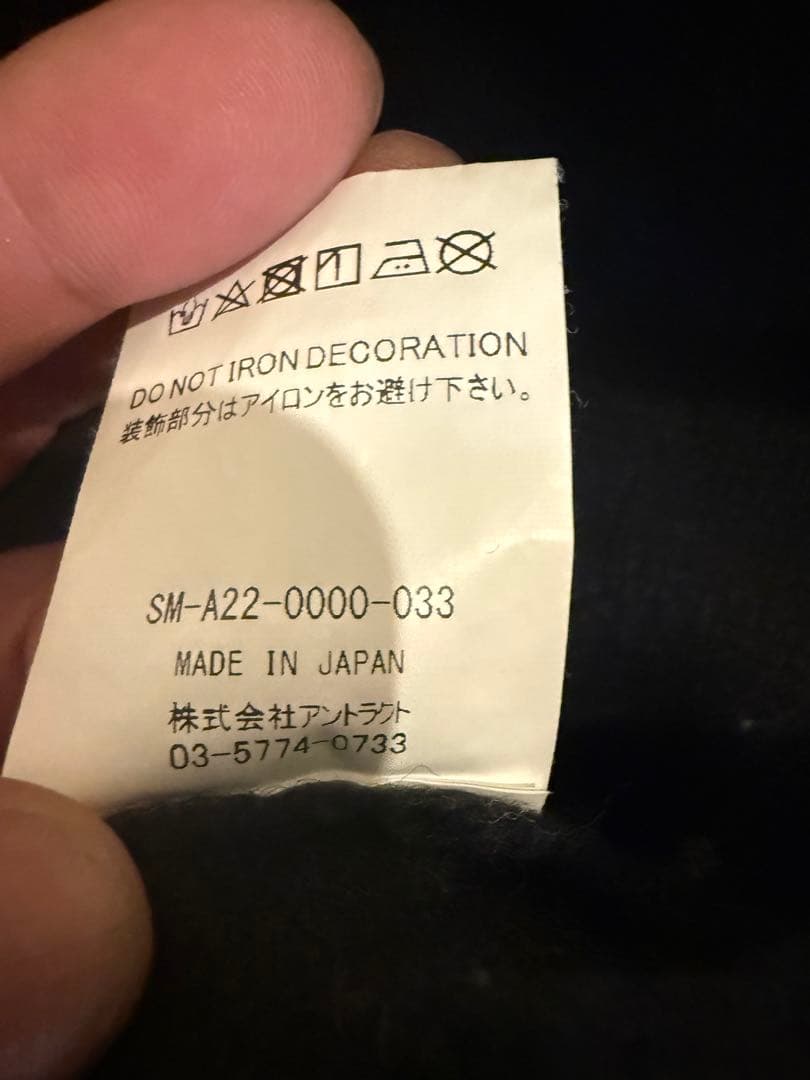 DO NOT IRON DECORATION
装飾部分はアイロンをお避け下さい。
SM-A22-0000-033
MADE IN JAPAN
株式会社アントラクト
03-5774-9733